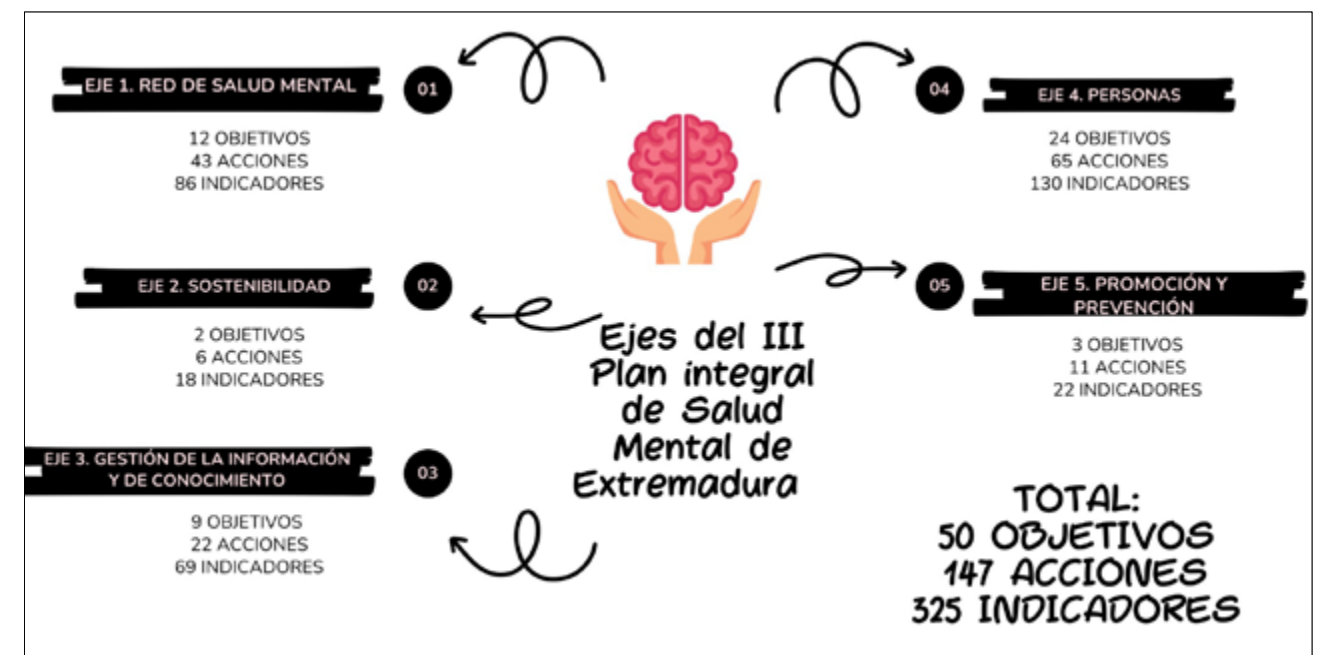 EJE 1. RED DE SALUD MENTAL
01
12 OBJETIVOS
43 ACCIONES
86 INDICADORES
EJE 2. SOSTENIBILIDAD
02
2 OBJETIVOS
6 ACCIONES
18 INDICADORES
EJE 3. GESTIÓN DE LA INFORMACIÓN
Y DE CONOCIMIENTO
03
9 OBJETIVOS
22 ACCIONES
69 INDICADORES
Ejes del III
Plan integral
de Salud
Mental de
Extremadura
04
EJE 4. PERSONAS
24 OBJETIVOS
65 ACCIONES
130 INDICADORES
05
EJE 5. PROMOCIÓN Y
PREVENCIÓN
3 OBJETIVOS
11 ACCIONES
22 INDICADORES
TOTAL:
50 OBJETIVOS
147 ACCIONES
325 INDICADORES